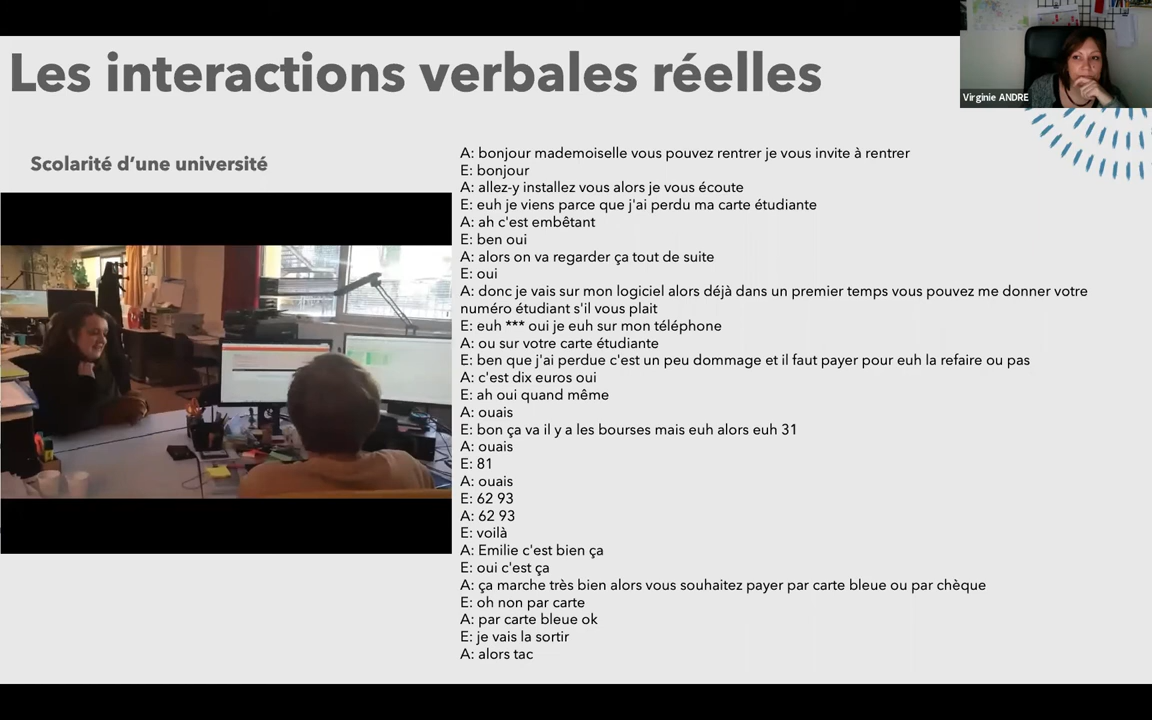 Les interactions verbales réelles
Virginie ANDRE
Scolarité d'une université
A: bonjour mademoiselle vous pouvez rentrer je vous invite à rentrer
E: bonjour
A: allez-y installez vous alors je vous écoute
E: euh je viens parce que j'ai perdu ma carte étudiante
A: ah c'est embêtant
E: ben oui
A: alors on va regarder ça tout de suite
E: oui
A: donc je vais sur mon logiciel alors déjà dans un premier temps vous pouvez me donner votre
numéro étudiant s'il vous plait
E: euh *** oui je euh sur mon téléphone
A: ou sur votre carte étudiante
E: ben que j'ai perdue c'est un peu dommage et il faut payer pour euh la refaire ou pas
A: c'est dix euros oui
E: ah oui quand même
A: ouais
E: bon ça va il y a les bourses mais euh alors euh 31
A: ouais
E: 81
A: ouais
E: 62 93
A: 62 93
E: voilà
A: Emilie c'est bien ça
E: oui c'est ça
A: ça marche très bien alors vous souhaitez payer par carte bleue ou par chèque
E: oh non par carte
A: par carte bleue ok
E: je vais la sortir
A: alors tac